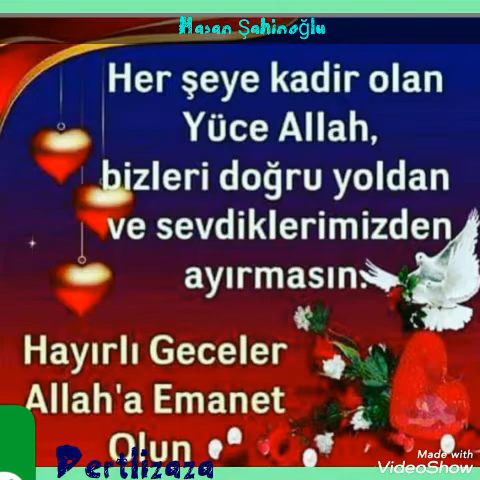 Hasan Şahinoğlu
Her şeye kadir olan
Yüce Allah,
bizleri doğru yoldan
ve sevdiklerimizden
ayırmasın.
Hayırlı Geceler
Allah'a Emanet
Olun
Pertlizaza
Made with
VideoShow